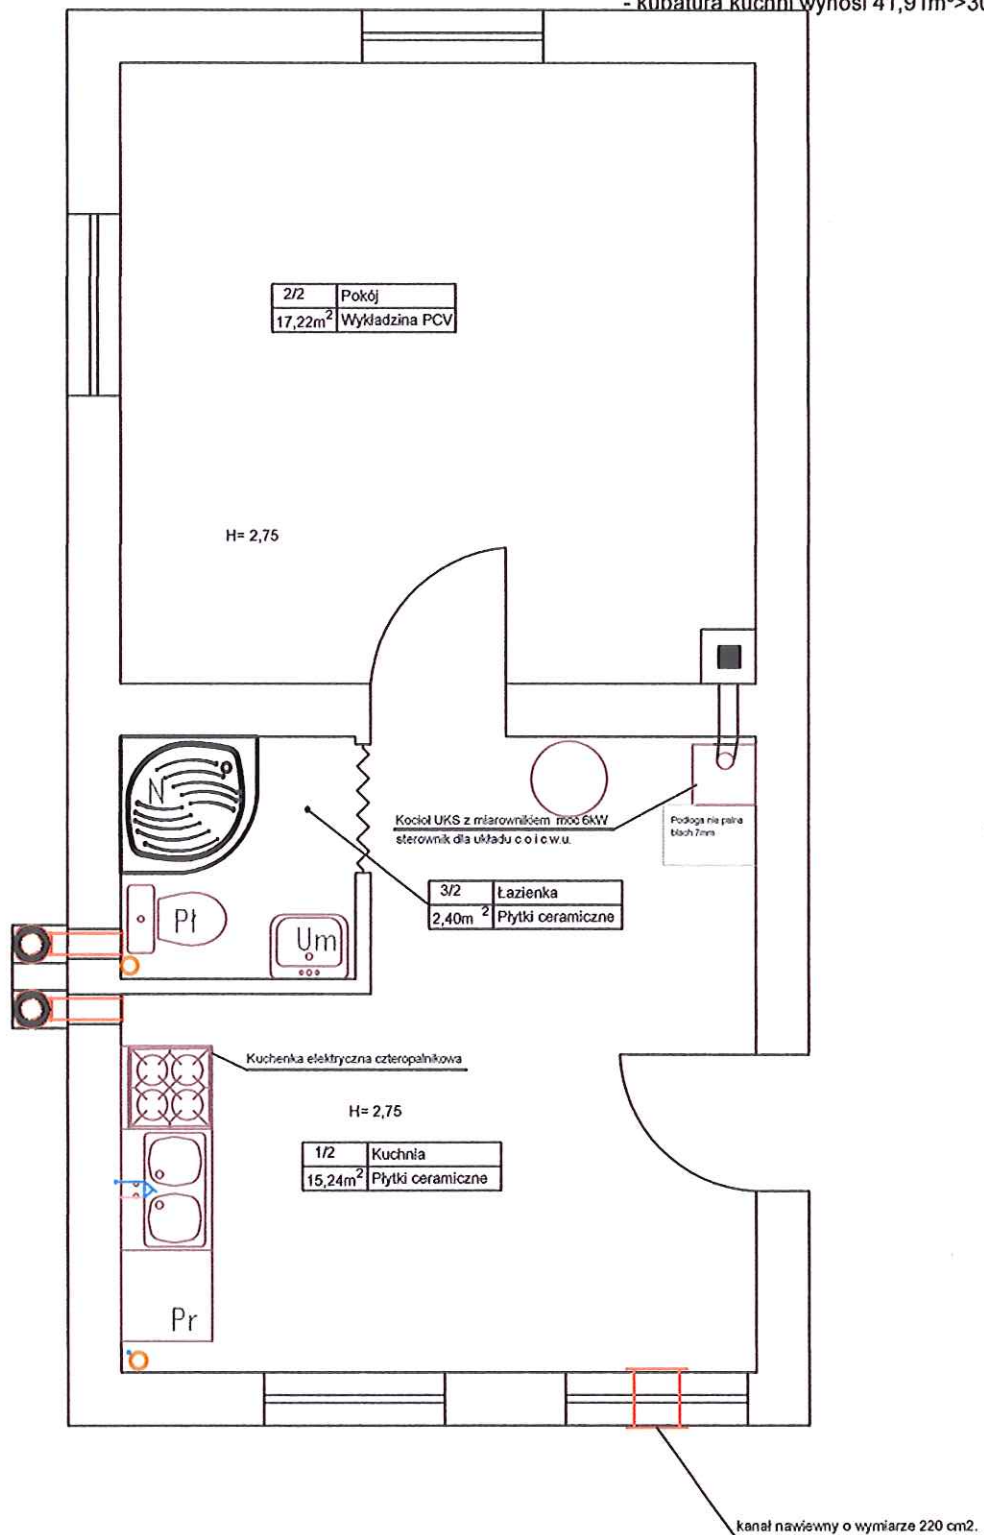 - kubatura kuchni wynosi 41,91m³>30
2/2 Pokój
17,22m² Wykładzina PCV
H= 2,75
N
Kocioł UKS z miarownikiem moc 6kW
sterownik dla układu c o i c w.u.
Podłoga nie palna
blach 7mm
3/2 Łazienka
2,40m ² Płytki ceramiczne
Pł
Um
Kuchenka elektryczna czteropalnikowa
H= 2,75
1/2 Kuchnia
15,24m² Płytki ceramiczne
Pr
kanał nawiewny o wymiarze 220 cm2.